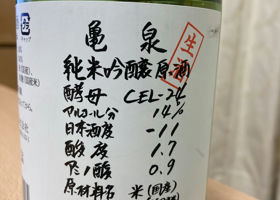 亀泉
生酒
純米吟醸原酒
酵母 CEL-24
アルコール分 14%
日本酒度 -11
酸度 1.7
アミノ酸 0.9
原材料名 米(国産)